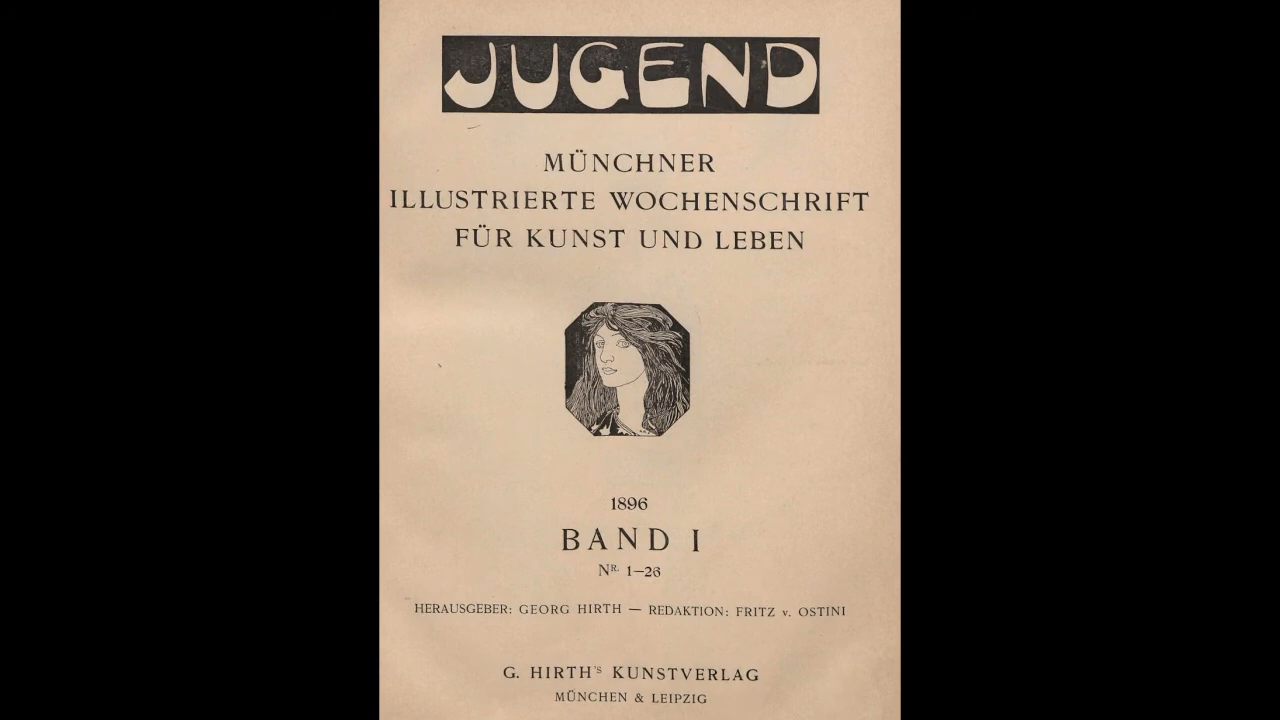 JUGEND
MÜNCHNER
ILLUSTRIERTE WOCHENSCHRIFT
FÜR KUNST UND LEBEN
1896
BAND I
NR. 1—26
HERAUSGEBER: GEORG HIRTH — REDAKTION: FRITZ v. OSTINI
G. HIRTH'S KUNSTVERLAG
MÜNCHEN & LEIPZIG